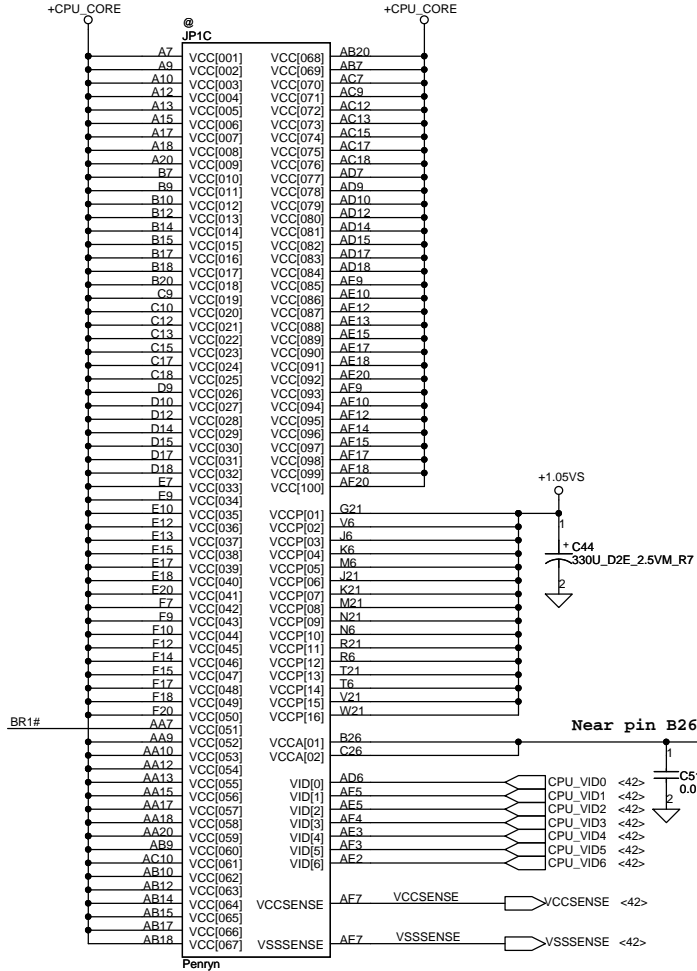 +CPU_CORE +CPU_CORE
@
JP1C
A7 VCC[001] VCC[068] AB20
A9 VCC[002] VCC[069] AB7
A10 VCC[003] VCC[070] AC7
A12 VCC[004] VCC[071] AC9
A13 VCC[005] VCC[072] AC12
A15 VCC[006] VCC[073] AC13
A17 VCC[007] VCC[074] AC15
A18 VCC[008] VCC[075] AC17
A20 VCC[009] VCC[076] AC18
B7 VCC[010] VCC[077] AD7
B9 VCC[011] VCC[078] AD9
B10 VCC[012] VCC[079] AD10
B12 VCC[013] VCC[080] AD12
B14 VCC[014] VCC[081] AD14
B15 VCC[015] VCC[082] AD15
B17 VCC[016] VCC[083] AD17
B18 VCC[017] VCC[084] AD18
B20 VCC[018] VCC[085] AE9
C9 VCC[019] VCC[086] AE10
C10 VCC[020] VCC[087] AE12
C12 VCC[021] VCC[088] AE13
C13 VCC[022] VCC[089] AE15
C15 VCC[023] VCC[090] AE17
C17 VCC[024] VCC[091] AE18
C18 VCC[025] VCC[092] AE20
D9 VCC[026] VCC[093] AF9
D10 VCC[027] VCC[094] AF10
D12 VCC[028] VCC[095] AF12
D14 VCC[029] VCC[096] AF14
D15 VCC[030] VCC[097] AF15
D17 VCC[031] VCC[098] AF17
D18 VCC[032] VCC[099] AF18
E7 VCC[033] VCC[100] AF20
E9 VCC[034]
E10 VCC[035] VCCP[01] G21
E12 VCC[036] VCCP[02] V6
E13 VCC[037] VCCP[03] J6
E15 VCC[038] VCCP[04] K6
E17 VCC[039] VCCP[05] M6
E18 VCC[040] VCCP[06] J21
E20 VCC[041] VCCP[07] K21
F7 VCC[042] VCCP[08] M21
F9 VCC[043] VCCP[09] N21
F10 VCC[044] VCCP[10] N6
F12 VCC[045] VCCP[11] R21
F14 VCC[046] VCCP[12] R6
F15 VCC[047] VCCP[13] T21
F17 VCC[048] VCCP[14] T6
F18 VCC[049] VCCP[15] V21
F20 VCC[050] VCCP[16] W21
BR1# AA7 VCC[051]
AA9 VCC[052] VCCA[01] B26
AA10 VCC[053] VCCA[02] C26
AA12 VCC[054]
AA13 VCC[055] VID[0] AD6 CPU_VID0 <42>
AA15 VCC[056] VID[1] AF5 CPU_VID1 <42>
AA17 VCC[057] VID[2] AE5 CPU_VID2 <42>
AA18 VCC[058] VID[3] AF4 CPU_VID3 <42>
AA20 VCC[059] VID[4] AE3 CPU_VID4 <42>
AB9 VCC[060] VID[5] AF3 CPU_VID5 <42>
AC10 VCC[061] VID[6] AE2 CPU_VID6 <42>
AB10 VCC[062]
AB12 VCC[063]
AB14 VCC[064] VCCSENSE AF7 VCCSENSE VCCSENSE <42>
AB15 VCC[065]
AB17 VCC[066]
AB18 VCC[067] VSSSENSE AE7 VSSSENSE VSSSENSE <42>
Penryn
+1.05VS
1
+ C44
330U_D2E_2.5VM_R7
2
Near pin B26
1
C51
0.0
2